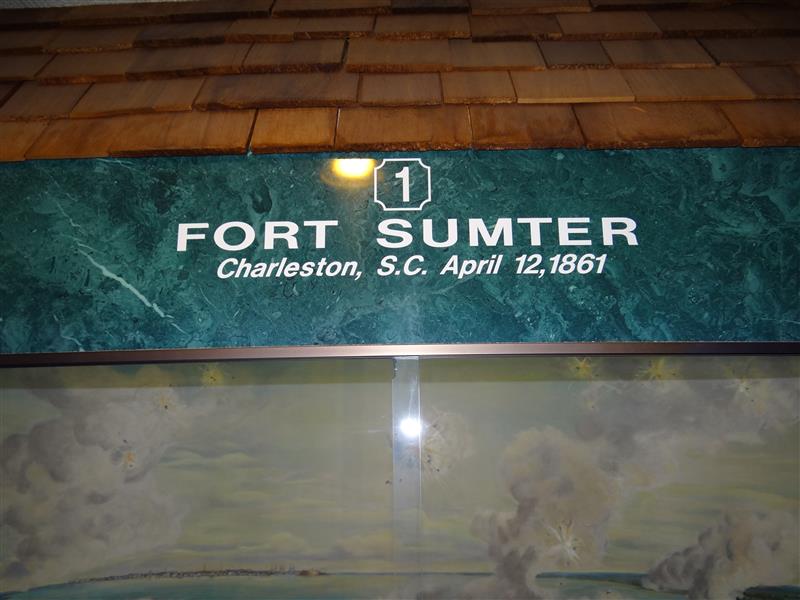 1
FORT SUMTER
Charleston, S.C. April 12,1861